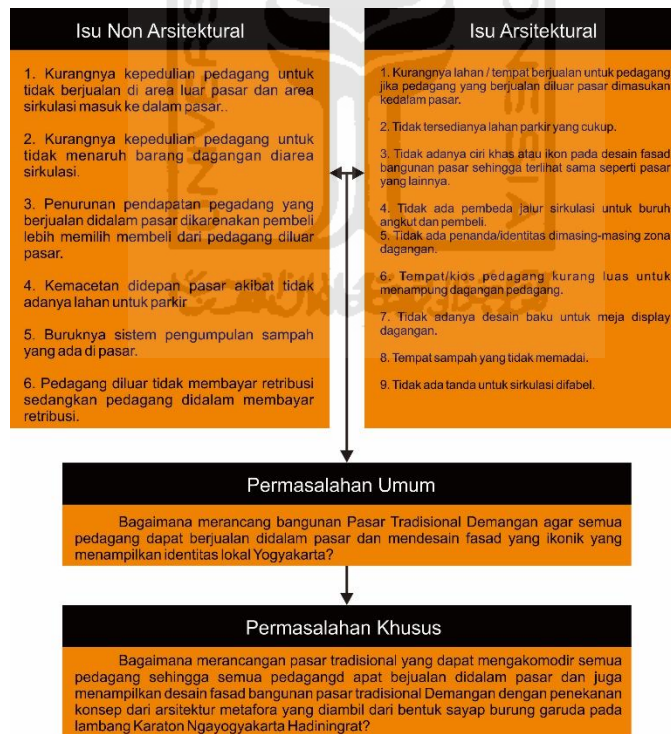 Isu Non Arsitektural
1. Kurangnya kepedulian pedagang untuk
tidak berjualan di area luar pasar dan area
sirkulasi masuk ke dalam pasar..
2. Kurangnya kepedulian pedagang untuk
tidak menaruh barang dagangan diarea
sirkulasi.
3. Penurunan pendapatan pegadang yang
berjualan didalam pasar dikarenakan pembeli
lebih memilih membeli dari pedagang diluar
pasar.
4. Kemacetan didepan pasar akibat tidak
adanya lahan untuk parkir
5. Buruknya sistem pengumpulan sampah
yang ada di pasar.
6. Pedagang diluar tidak membayar retribusi
sedangkan pedagang didalam membayar
retribusi.
Isu Arsitektural
1. Kurangnya lahan / tempat berjualan untuk pedagang
jika pedagang yang berjualan diluar pasar dimasukan
kedalam pasar.
2. Tidak tersedianya lahan parkir yang cukup.
3. Tidak adanya ciri khas atau ikon pada desain fasad
bangunan pasar sehingga terlihat sama seperti pasar
yang lainnya.
4. Tidak ada pembeda jalur sirkulasi untuk buruh
angkut dan pembeli.
5. Tidak ada penanda/identitas dimasing-masing zona
dagangan.
6. Tempat/kios pedagang kurang luas untuk
menampung dagangan pedagang.
7. Tidak adanya desain baku untuk meja display
dagangan.
8. Tempat sampah yang tidak memadai.
9. Tidak ada tanda untuk sirkulasi difabel.
Permasalahan Umum
Bagaimana merancang bangunan Pasar Tradisional Demangan agar semua
pedagang dapat berjualan didalam pasar dan mendesain fasad yang ikonik yang
menampilkan identitas lokal Yogyakarta?
Permasalahan Khusus
Bagaimana merancangan pasar tradisional yang dapat mengakomodir semua
pedagang sehingga semua pedagangd apat bejualan didalam pasar dan juga
menampilkan desain fasad bangunan pasar tradisional Demangan dengan penekanan
konsep dari arsitektur metafora yang diambil dari bentuk sayap burung garuda pada
lambang Karaton Ngayogyakarta Hadiningrat?